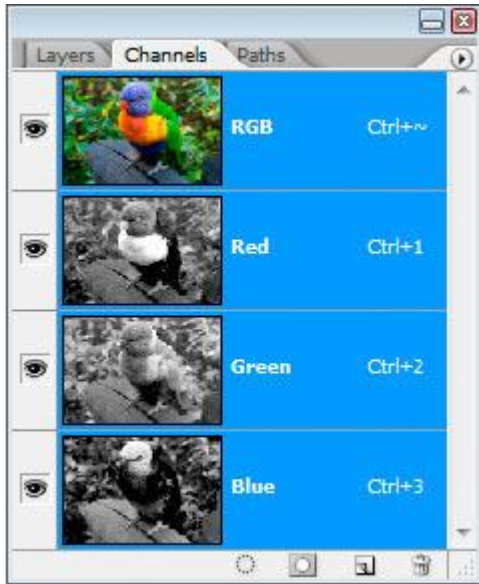 Layers Channels Paths
RGB Ctrl+~
Red Ctrl+1
Green Ctrl+2
Blue Ctrl+3